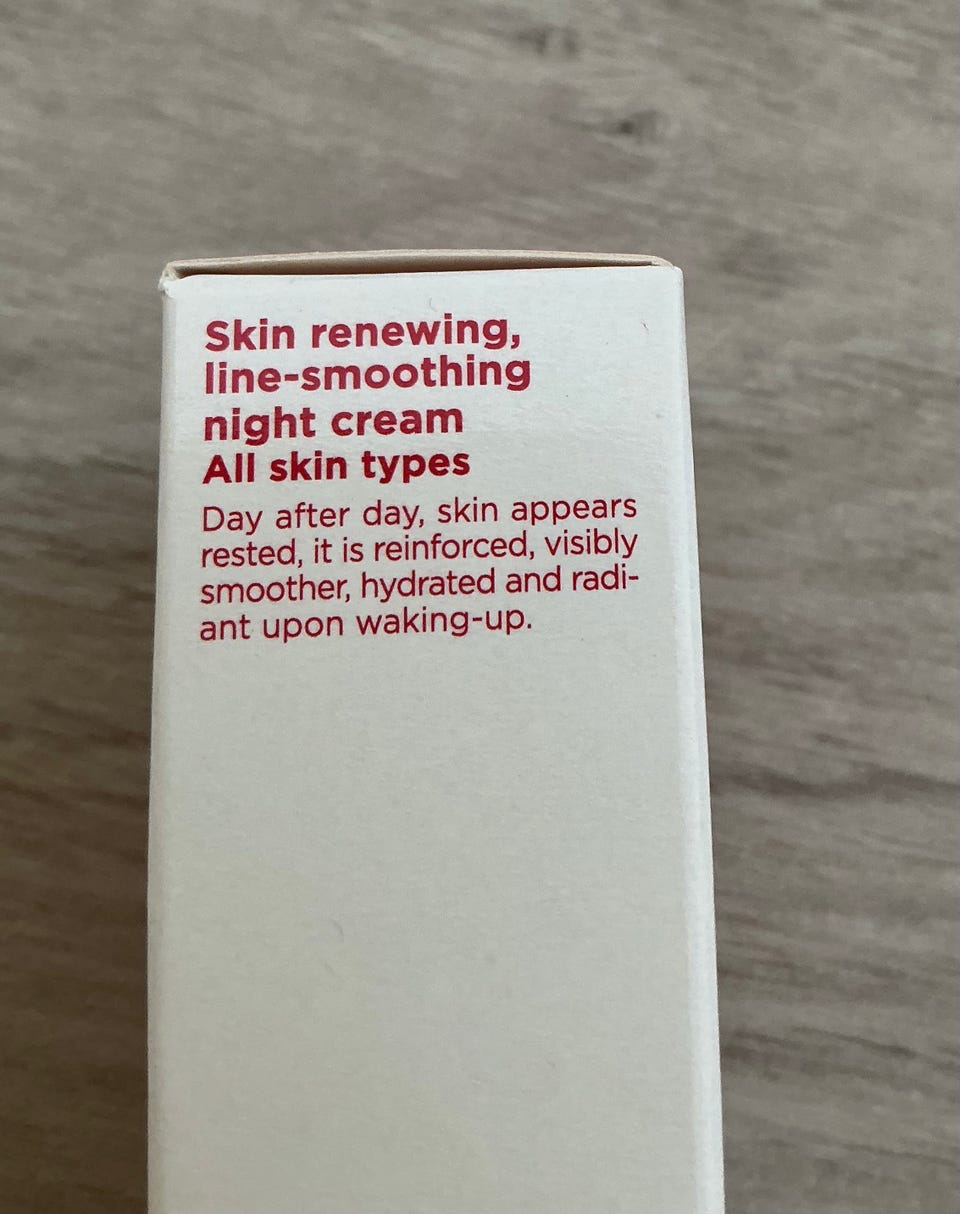 Skin renewing,
line-smoothing
night cream
All skin types
Day after day, skin appears
rested, it is reinforced, visibly
smoother, hydrated and radi-
ant upon waking-up.